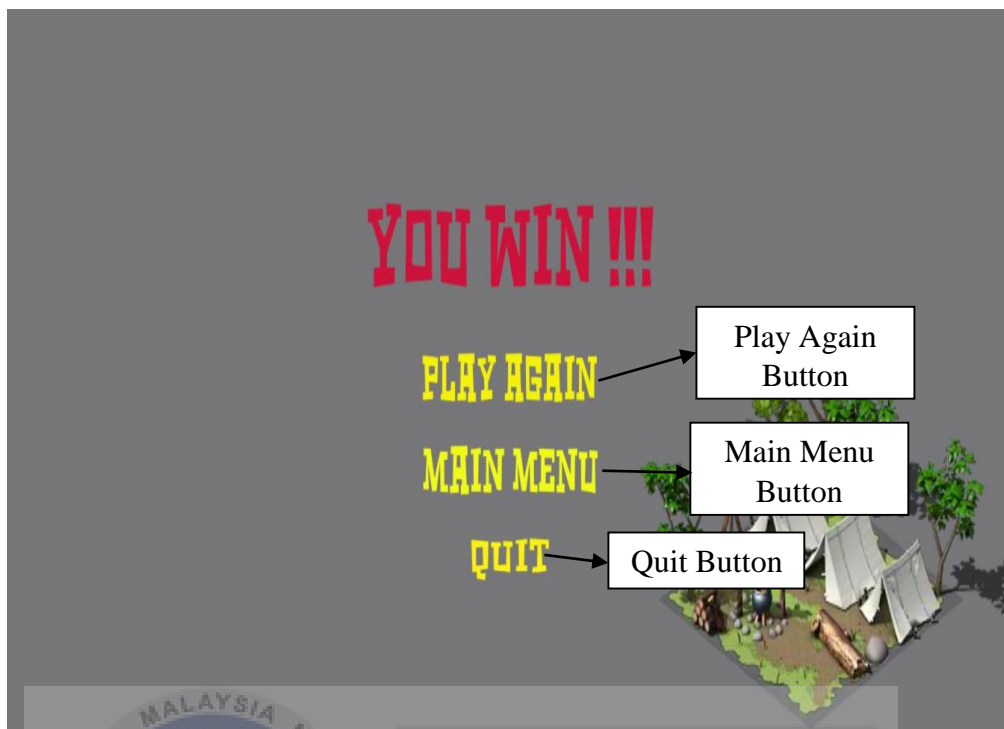 YOU WIN !!!
PLAY AGAIN
Play Again
Button
MAIN MENU
Main Menu
Button
QUIT
Quit Button
MALAYSIA